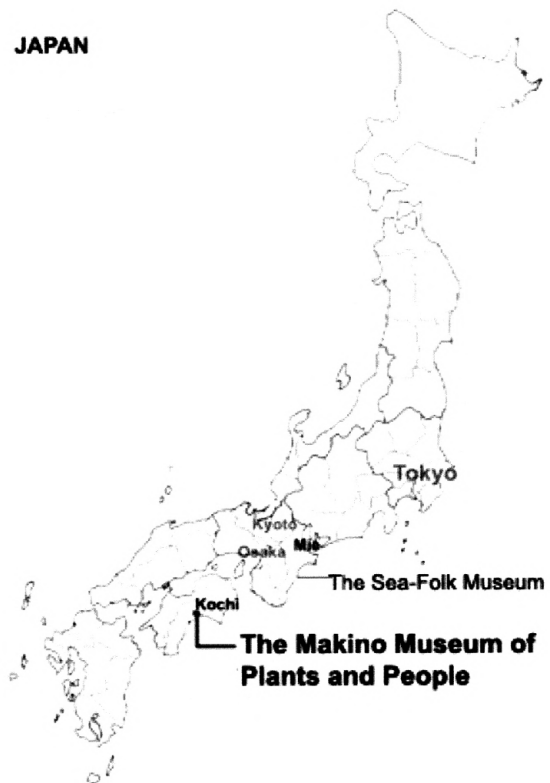 JAPAN
Tokyo
Kyoto
Osaka
Mie
The Sea-Folk Museum
Kochi
The Makino Museum of
Plants and People